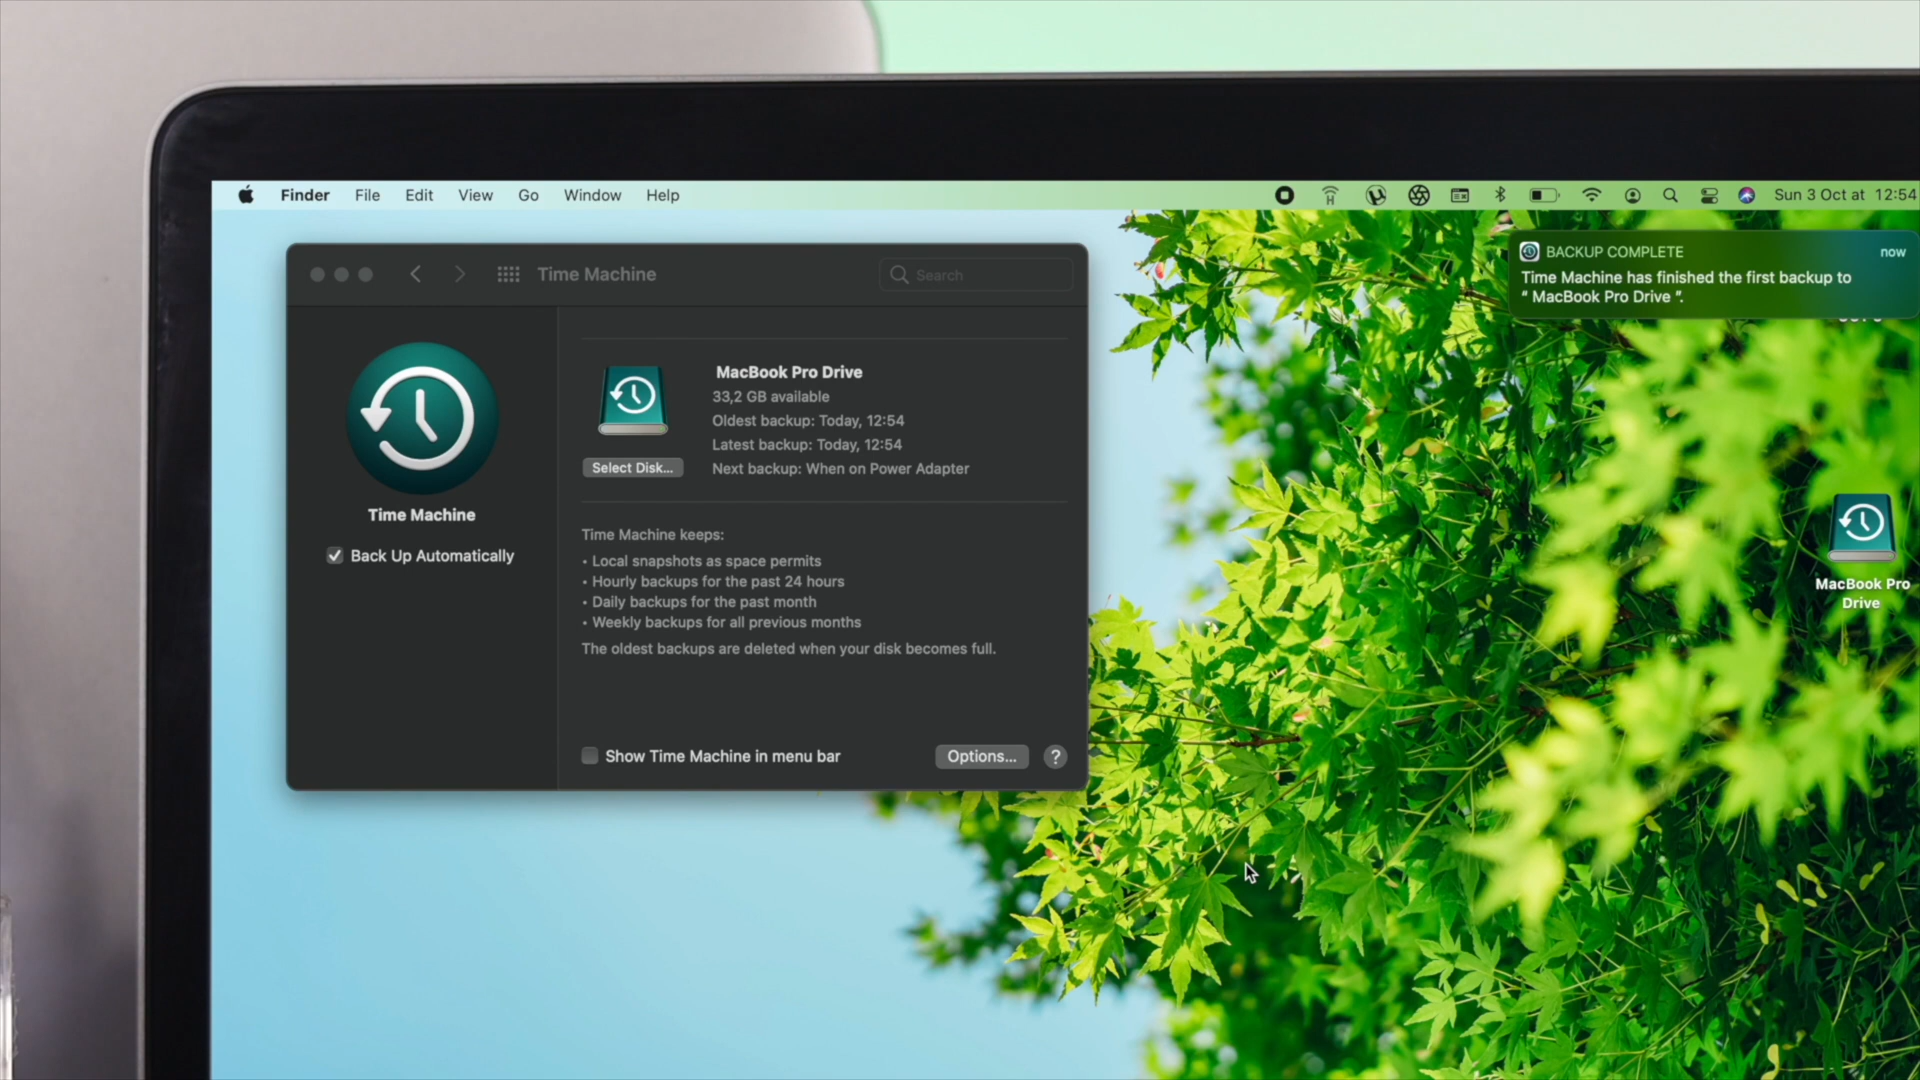 Finder File Edit View Go Window Help
Sun 3 Oct at 12:54
BACKUP COMPLETE now
Time Machine has finished the first backup to
“ MacBook Pro Drive ”.
Time Machine
Search
MacBook Pro Drive
33,2 GB available
Oldest backup: Today, 12:54
Latest backup: Today, 12:54
Next backup: When on Power Adapter
Select Disk...
Time Machine
Back Up Automatically
Time Machine keeps:
• Local snapshots as space permits
• Hourly backups for the past 24 hours
• Daily backups for the past month
• Weekly backups for all previous months
The oldest backups are deleted when your disk becomes full.
Show Time Machine in menu bar
Options...
?
MacBook Pro
Drive